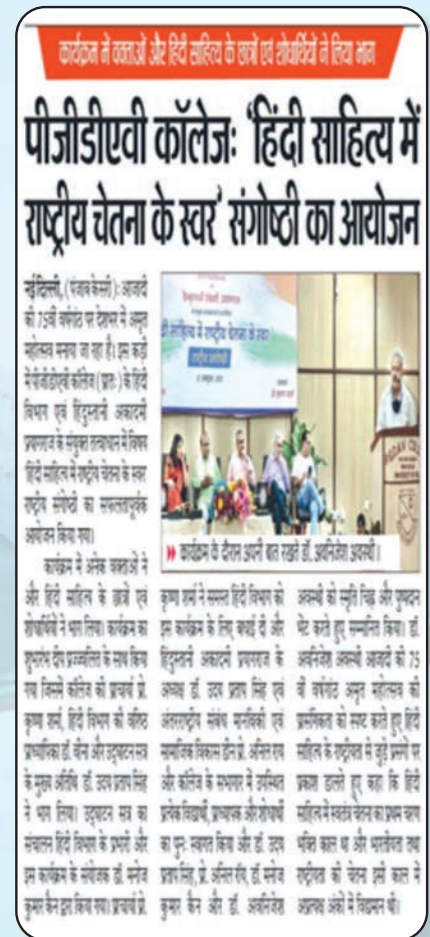 कार्यक्रम में वक्ताओं और हिंदी साहित्य के छात्रों एवं शोधार्थियों ने लिया भाग
पीजीडीएवी कॉलेजः 'हिंदी साहित्य में
राष्ट्रीय चेतना के स्वर' संगोष्ठी का आयोजन
नई दिल्ली, (पंजाब केसरी): आजादी
की 75वीं वर्षगांठ पर देशभर में अमृत
महोत्सव मनाया जा रहा है। इस कड़ी
में पीजीडीएवी कॉलेज (प्रातः) के हिंदी
विभाग एवं हिंदुस्तानी अकादमी
प्रयागराज के संयुक्त तत्वाधान में विषय
हिंदी साहित्य में राष्ट्रीय चेतना के स्वर
राष्ट्रीय संगोष्ठी का सफलतापूर्वक
आयोजन किया गया।
कार्यक्रम में अनेक वक्ताओं ने
और हिंदी साहित्य के छात्रों एवं
शोधार्थियों ने भाग लिया। कार्यक्रम का
शुभारंभ दीप प्रज्ज्वलित के साथ किया
गया जिसमें कॉलेज की प्राचार्या प्रो.
कृष्णा शर्मा, हिंदी विभाग की वरिष्ठ
प्राध्यापिका डॉ. वीना और उद्घाटन सत्र
के मुख्य अतिथि डॉ. उदय प्रताप सिंह
ने भाग लिया। उद्घाटन सत्र का
संचालन हिंदी विभाग के प्रभारी और
इस कार्यक्रम के संयोजक डॉ. मनोज
कुमार कैन द्वारा किया गया। प्राचार्या प्रो.
हिंदी साहित्य में राष्ट्रीय चेतना के स्वर
राष्ट्रीय संगोष्ठी
कार्यक्रम के दौरान अपनी बात रखते डॉ. अवनिजेश अवस्थी।
कृष्णा शर्मा ने समस्त हिंदी विभाग को
इस कार्यक्रम के लिए बधाई दी और
हिंदुस्तानी अकादमी प्रयागराज के
अध्यक्ष डॉ. उदय प्रताप सिंह एवं
अंतरराष्ट्रीय संबंध मानविकी एवं
सामाजिक विकास डीन प्रो. अनिल राय
और कॉलेज के सभागार में उपस्थित
प्रत्येक विद्यार्थी, प्राध्यापक और शोधार्थी
का पुनः स्वागत किया और डॉ. उदय
प्रताप सिंह, प्रो. अनिल रॉय, डॉ. मनोज
कुमार कैन और डॉ. अवनिजेश
अवस्थी को स्मृति चिह्न और पुष्पदान
भेंट करते हुए सम्मानित किया। डॉ.
अवनिजेश अवस्थी आजादी की 75
वीं वर्षगांठ अमृत महोत्सव की
प्रासंगिकता को स्पष्ट करते हुए हिंदी
साहित्य के राष्ट्रीयता से जुड़े प्रसंगों पर
प्रकाश डालते हुए कहा कि हिंदी
साहित्य में स्वतंत्र चेतना का प्रथम चरण
भक्ति काल था और भारतीयता तथा
राष्ट्रीयता की चेतना इसी काल में
अप्रत्यक्ष अंकों में विद्यमान थी।